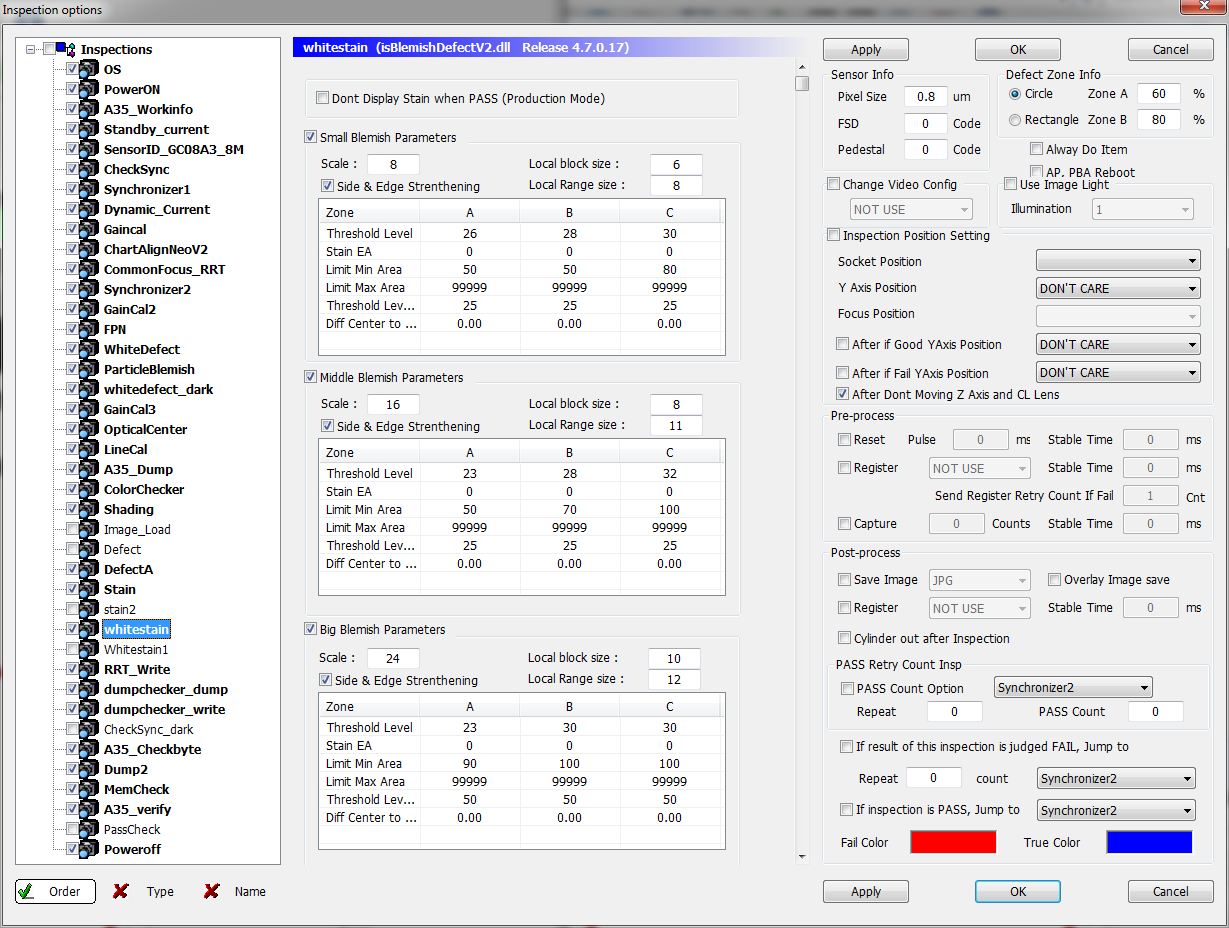 Inspection options
Inspections
OS
PowerON
A35_Workinfo
Standby_current
SensorID_GC08A3_8M
CheckSync
Synchronizer1
Dynamic_Current
Gaincal
ChartAlignNeoV2
CommonFocus_RRT
Synchronizer2
GainCal2
FPN
WhiteDefect
ParticleBlemish
whitedefect_dark
GainCal3
OpticalCenter
LineCal
A35_Dump
ColorChecker
Shading
Image_Load
Defect
DefectA
Stain
stain2
whitestain
Whitestain1
RRT_Write
dumpchecker_dump
dumpchecker_write
CheckSync_dark
A35_Checkbyte
Dump2
MemCheck
A35_verify
PassCheck
Poweroff
Order Type Name
whitestain (isBlemishDefectV2.dll Release 4.7.0.17)
Dont Display Stain when PASS (Production Mode)
Small Blemish Parameters
Scale : 8 Local block size : 6
Side & Edge Strenthening Local Range size : 8
Zone A B C
Threshold Level 26 28 30
Stain EA 0 0 0
Limit Min Area 50 50 80
Limit Max Area 99999 99999 99999
Threshold Lev... 25 25 25
Diff Center to ... 0.00 0.00 0.00
Middle Blemish Parameters
Scale : 16 Local block size : 8
Side & Edge Strenthening Local Range size : 11
Zone A B C
Threshold Level 23 28 32
Stain EA 0 0 0
Limit Min Area 50 70 100
Limit Max Area 99999 99999 99999
Threshold Lev... 25 25 25
Diff Center to ... 0.00 0.00 0.00
Big Blemish Parameters
Scale : 24 Local block size : 10
Side & Edge Strenthening Local Range size : 12
Zone A B C
Threshold Level 23 30 30
Stain EA 0 0 0
Limit Min Area 90 100 100
Limit Max Area 99999 99999 99999
Threshold Lev... 50 50 50
Diff Center to ... 0.00 0.00 0.00
Apply OK Cancel
Sensor Info
Pixel Size 0.8 um
FSD 0 Code
Pedestal 0 Code
Defect Zone Info
Circle Zone A 60 %
Rectangle Zone B 80 %
Alway Do Item
AP, PBA Reboot
Change Video Config
NOT USE
Use Image Light
Illumination 1
Inspection Position Setting
Socket Position
Y Axis Position DON'T CARE
Focus Position
After if Good YAxis Position DON'T CARE
After if Fail YAxis Position DON'T CARE
After Dont Moving Z Axis and CL Lens
Pre-process
Reset Pulse 0 ms Stable Time 0 ms
Register NOT USE Stable Time 0 ms
Send Register Retry Count If Fail 1 Cnt
Capture 0 Counts Stable Time 0 ms
Post-process
Save Image JPG Overlay Image save
Register NOT USE Stable Time 0 ms
Cylinder out after Inspection
PASS Retry Count Insp
PASS Count Option Synchronizer2
Repeat 0 PASS Count 0
If result of this inspection is judged FAIL, Jump to
Repeat 0 count Synchronizer2
If inspection is PASS, Jump to Synchronizer2
Fail Color True Color
Apply OK Cancel